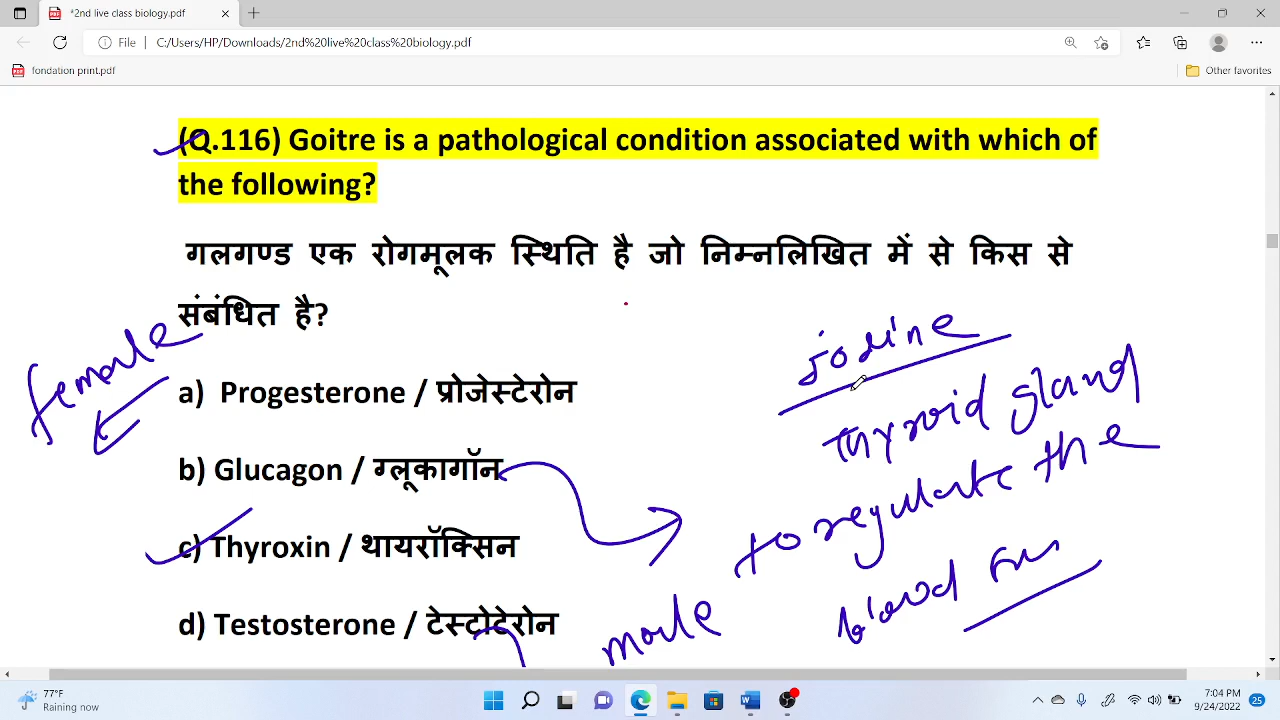 *2nd live class biology.pdf
File C:/Users/HP/Downloads/2nd%20live%20class%20biology.pdf
fondation print.pdf
Other favorites
(Q.116) Goitre is a pathological condition associated with which of
the following?
गलगण्ड एक रोगमूलक स्थिति है जो निम्नलिखित में से किस से
संबंधित है?
female
iodine
a) Progesterone / प्रोजेस्टेरोन
thyroid gland
b) Glucagon / ग्लूकागॉन
to regulate the
c) Thyroxin / थायरॉक्सिन
blood
d) Testosterone / टेस्टोटेरोन
male
77°F
Raining now
7:04 PM
9/24/2022
25